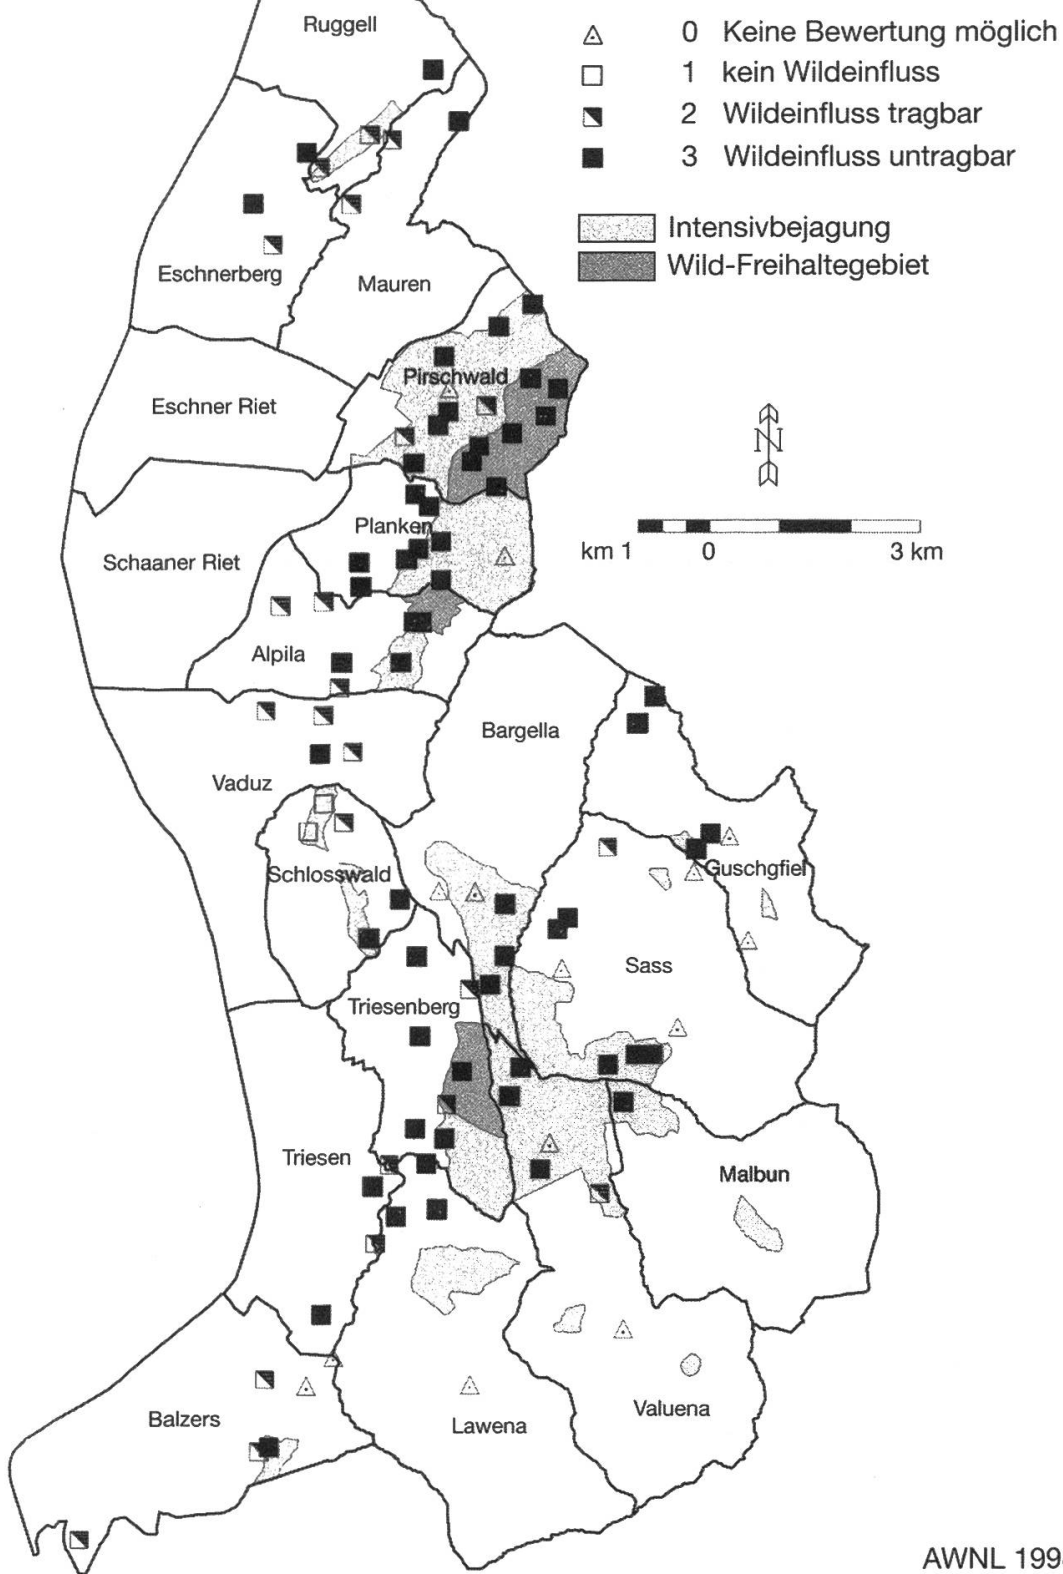 Ruggell
0 Keine Bewertung möglich
1 kein Wildeinfluss
2 Wildeinfluss tragbar
3 Wildeinfluss untragbar
Intensivbejagung
Wild-Freihaltegebiet
Eschnerberg
Mauren
Pirschwald
Eschner Riet
N
Planken
km 1 0 3 km
Schaaner Riet
Alpila
Bargella
Vaduz
Guschgfiel
Schlosswald
Sass
Triesenberg
Triesen
Malbun
Valuena
Balzers
Lawena
AWNL